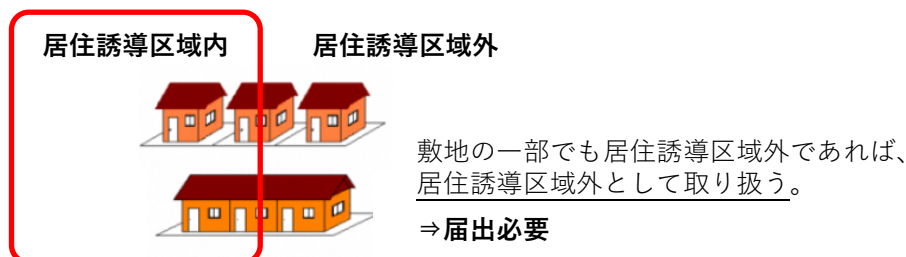 居住誘導区域内
居住誘導区域外
敷地の一部でも居住誘導区域外であれば、
居住誘導区域外として取り扱う。
⇒届出必要